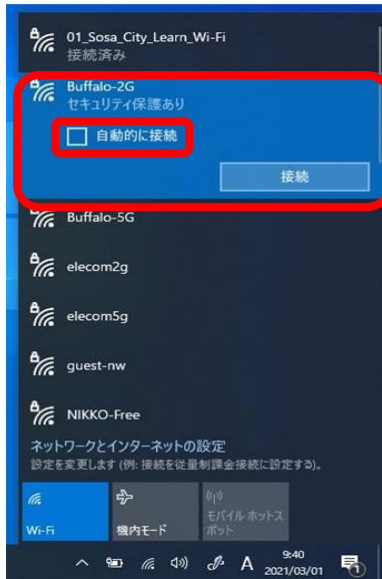 01_Sosa_City_Learn_Wi-Fi
接続済み
Buffalo-2G
セキュリティ保護あり
自動的に接続
接続
Buffalo-5G
elecom2g
elecom5g
guest-nw
NIKKO-Free
ネットワークとインターネットの設定
設定を変更します (例: 接続を従量制課金接続に設定する)。
Wi-Fi
機内モード
モバイル ホットス
ポット
A
9:40
2021/03/01
1